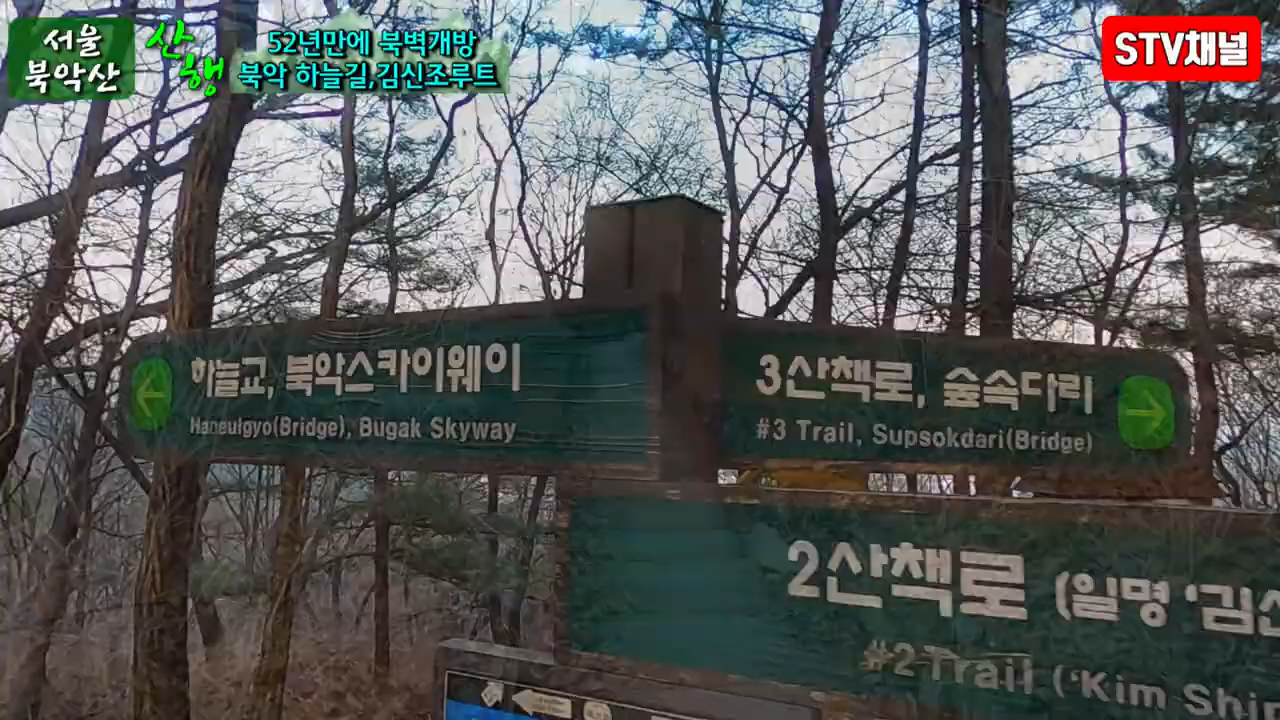 서울
북악산
산행
52년만에 북벽개방
북악 하늘길,김신조루트
STV채널
하늘교, 북악스카이웨이
Haneulgyo(Bridge), Bugak Skyway
3산책로, 숲속다리
#3 Trail, Supsokdari(Bridge)
2산책로 (일명 '김신
#2 Trail ('Kim Shin